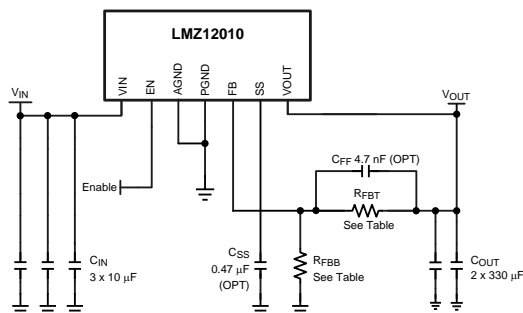 LMZ12010
VIN
EN
AGND
PGND
FB
SS
VOUT
VIN
VOUT
Enable
CFF 4.7 nF (OPT)
RFBT
See Table
CIN
3 x 10 μF
CSS
0.47 μF
(OPT)
RFBB
See Table
COUT
2 x 330 μF